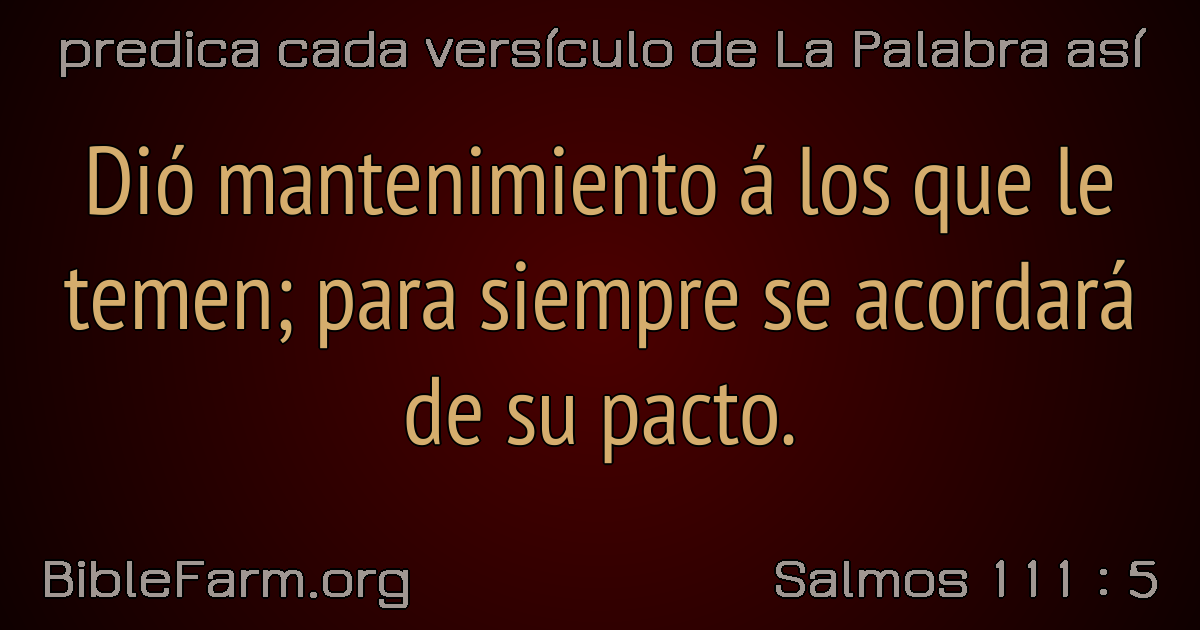 predica cada versículo de La Palabra así
Dió mantenimiento á los que le
temen; para siempre se acordará
de su pacto.
BibleFarm.org
Salmos 111 : 5